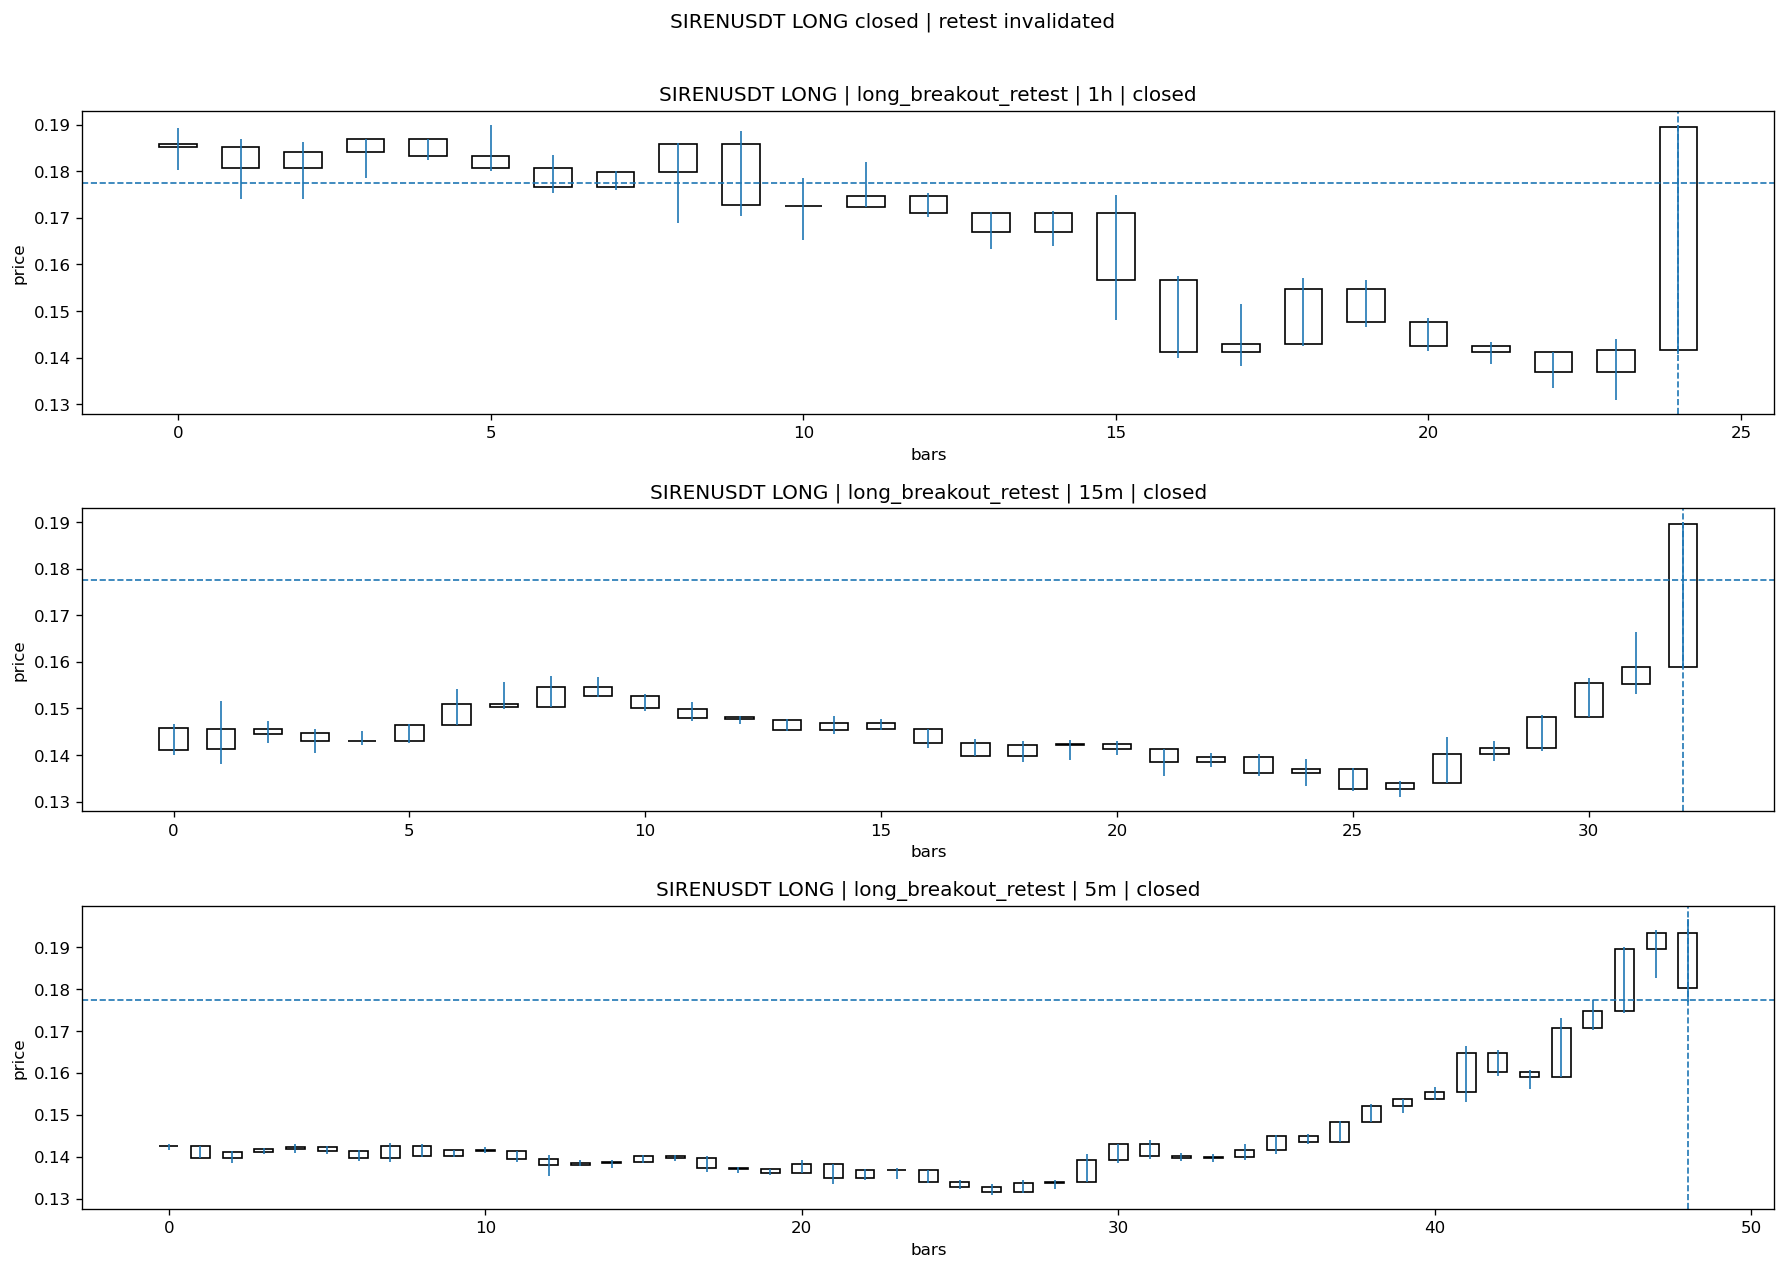 SIRENUSDT LONG closed | retest invalidated
SIRENUSDT LONG | long_breakout_retest | 1h | closed
0.19
0.18
0.17
0.16
0.15
0.14
0.13
price
0 5 10 15 20 25
bars
SIRENUSDT LONG | long_breakout_retest | 15m | closed
0.19
0.18
0.17
0.16
0.15
0.14
0.13
price
0 5 10 15 20 25 30
bars
SIRENUSDT LONG | long_breakout_retest | 5m | closed
0.19
0.18
0.17
0.16
0.15
0.14
0.13
price
0 10 20 30 40 50
bars